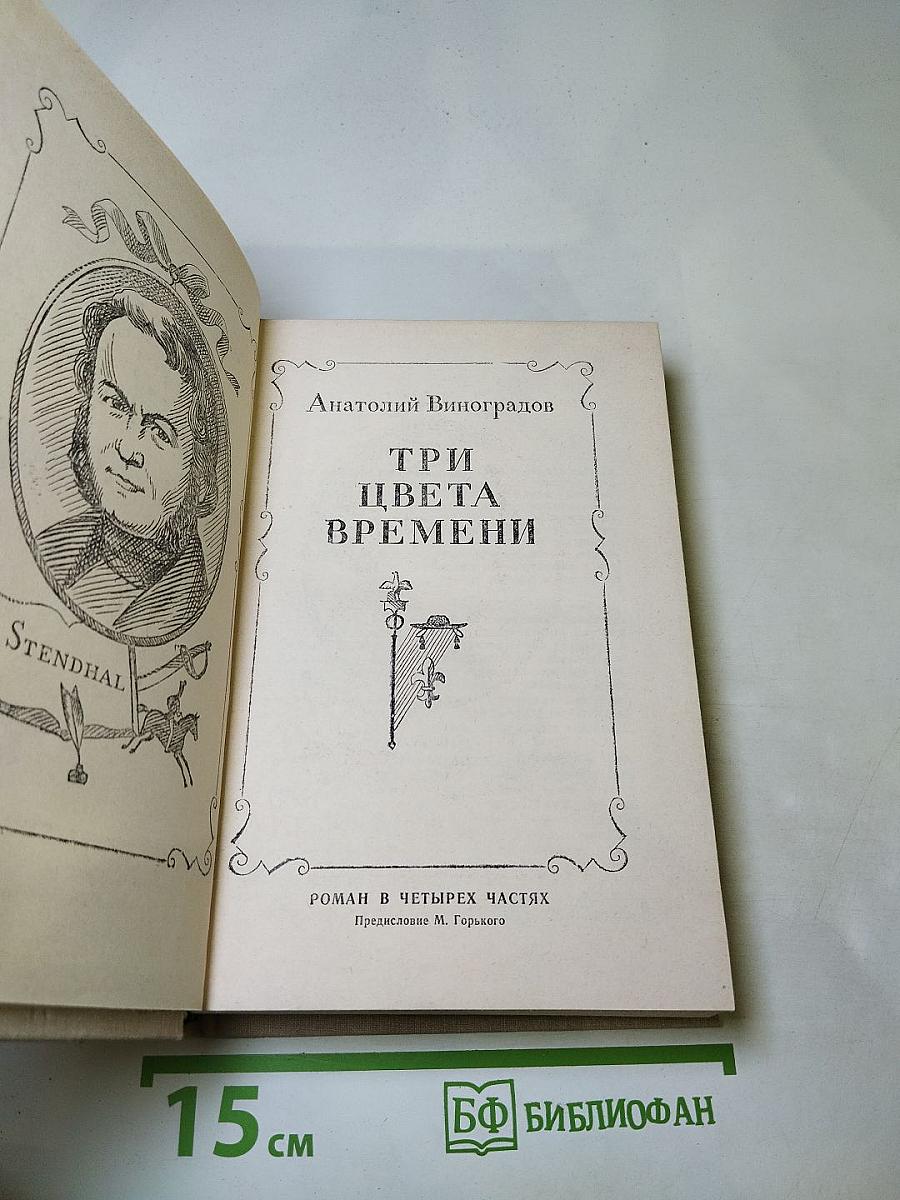 STENDHAL
Анатолий Виноградов
ТРИ
ЦВЕТА
ВРЕМЕНИ
РОМАН В ЧЕТЫРЕХ ЧАСТЯХ
Предисловие М. Горького
15 см
БФ БИБЛИОФАН